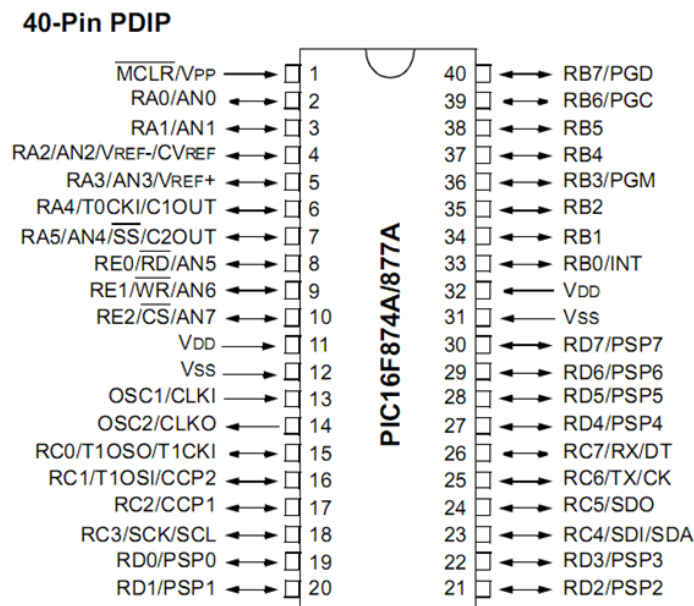 40-Pin PDIP
MCLR/VPP 1 40 RB7/PGD
RA0/AN0 2 39 RB6/PGC
RA1/AN1 3 38 RB5
RA2/AN2/VREF-/CVREF 4 37 RB4
RA3/AN3/VREF+ 5 36 RB3/PGM
RA4/T0CKI/C1OUT 6 35 RB2
RA5/AN4/SS/C2OUT 7 34 RB1
RE0/RD/AN5 8 33 RB0/INT
RE1/WR/AN6 9 32 VDD
RE2/CS/AN7 10 31 VSS
VDD 11 30 RD7/PSP7
VSS 12 29 RD6/PSP6
OSC1/CLKI 13 28 RD5/PSP5
OSC2/CLKO 14 27 RD4/PSP4
RC0/T1OSO/T1CKI 15 26 RC7/RX/DT
RC1/T1OSI/CCP2 16 25 RC6/TX/CK
RC2/CCP1 17 24 RC5/SDO
RC3/SCK/SCL 18 23 RC4/SDI/SDA
RD0/PSP0 19 22 RD3/PSP3
RD1/PSP1 20 21 RD2/PSP2
PIC16F874A/877A